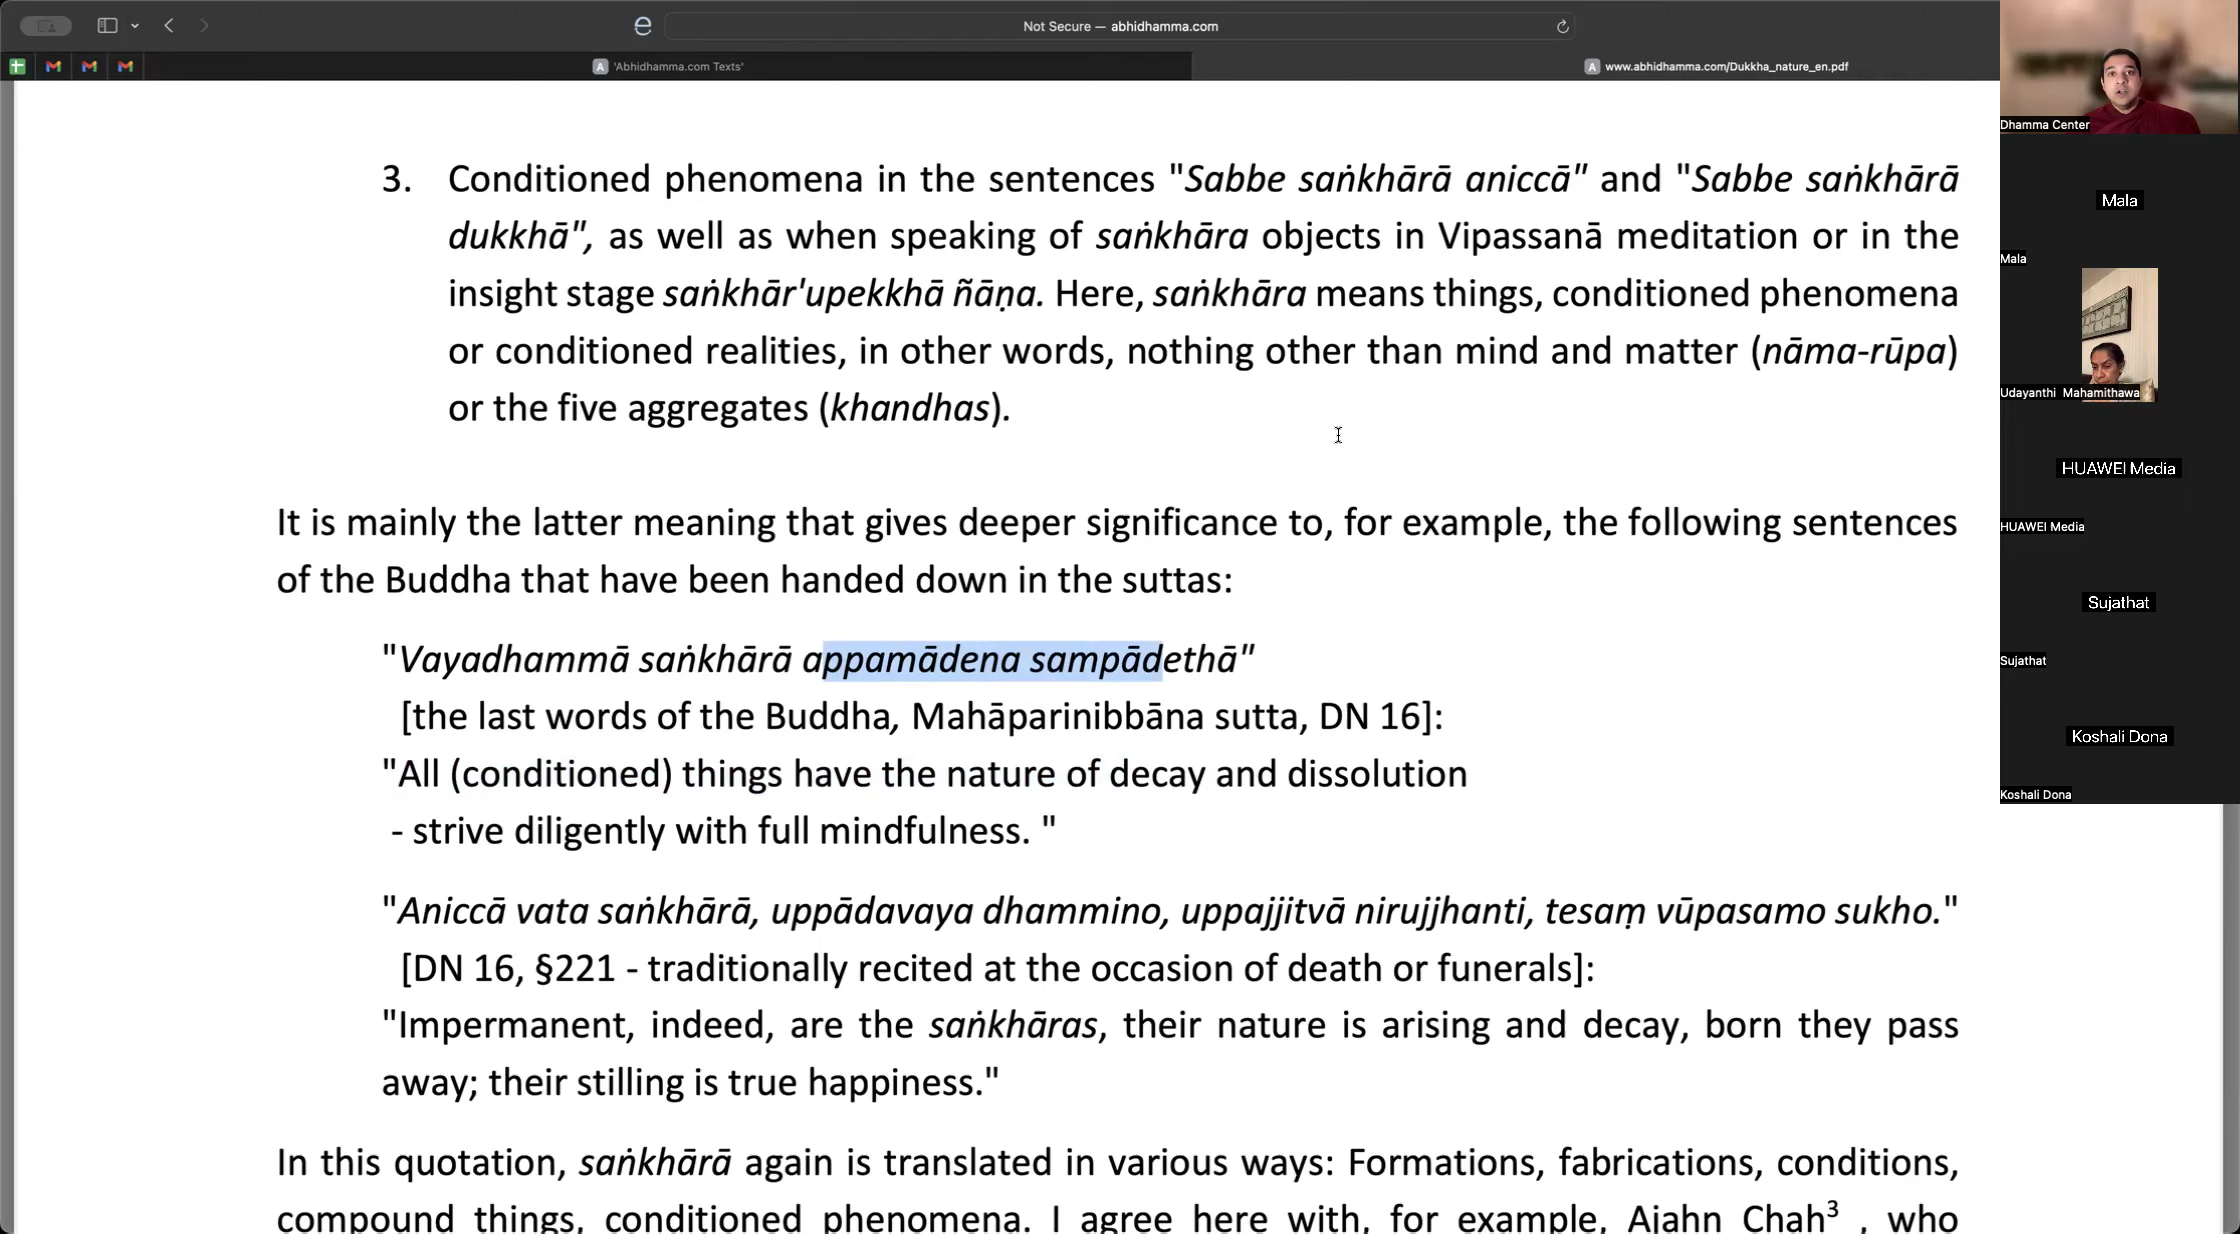 Not Secure — abhidhamma.com
'Abhidhamma.com Texts'
www.abhidhamma.com/Dukkha_nature_en.pdf
3. Conditioned phenomena in the sentences "Sabbe saṅkhārā aniccā" and "Sabbe saṅkhārā
dukkhā", as well as when speaking of saṅkhāra objects in Vipassanā meditation or in the
insight stage saṅkhār'upekkhā ñāṇa. Here, saṅkhāra means things, conditioned phenomena
or conditioned realities, in other words, nothing other than mind and matter (nāma-rūpa)
or the five aggregates (khandhas).
It is mainly the latter meaning that gives deeper significance to, for example, the following sentences
of the Buddha that have been handed down in the suttas:
"Vayadhammā saṅkhārā appamādena sampādethā"
[the last words of the Buddha, Mahāparinibbāna sutta, DN 16]:
"All (conditioned) things have the nature of decay and dissolution
- strive diligently with full mindfulness. "
"Aniccā vata saṅkhārā, uppādavaya dhammino, uppajjitvā nirujjhanti, tesaṃ vūpasamo sukho."
[DN 16, §221 - traditionally recited at the occasion of death or funerals]:
"Impermanent, indeed, are the saṅkhāras, their nature is arising and decay, born they pass
away; their stilling is true happiness."
In this quotation, saṅkhārā again is translated in various ways: Formations, fabrications, conditions,
compound things, conditioned phenomena. I agree here with, for example, Ajahn Chah³ , who
Dhamma Center
Mala
Mala
Udayanthi Mahamithawa
HUAWEI Media
HUAWEI Media
Sujathat
Sujathat
Koshali Dona
Koshali Dona